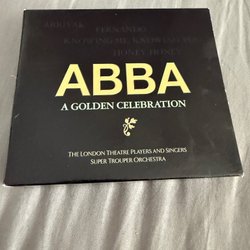 ARRIVAL
FERNANDO
KNOWING ME, KNOWING YOU
HONEY, HONEY
ABBA
A GOLDEN CELEBRATION
THE LONDON THEATRE PLAYERS AND SINGERS
SUPER TROUPER ORCHESTRA